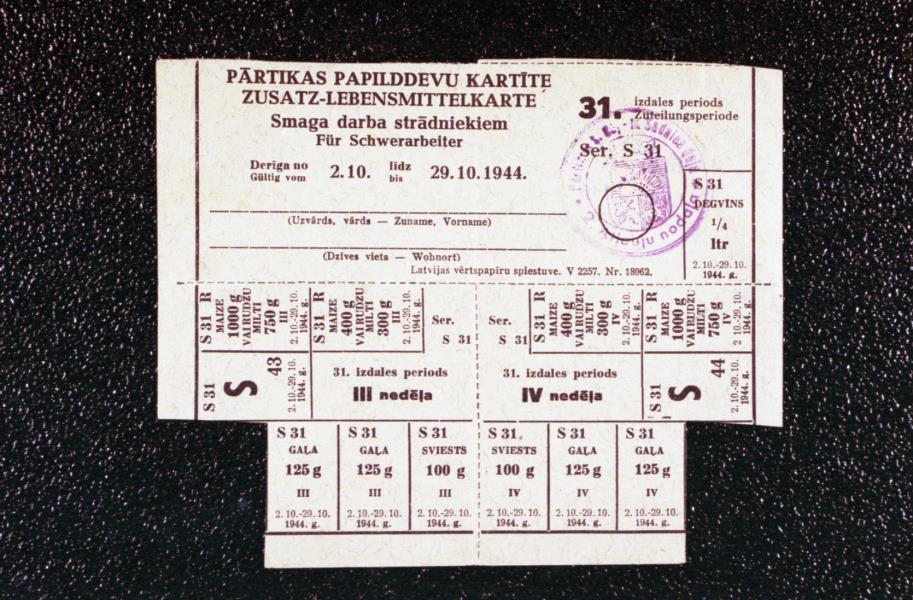 PĀRTIKAS PAPILDDEVU KARTĪTE
ZUSATZ-LEBENSMITTELKARTE
Smaga darba strādniekiem
Für Schwerarbeiter
Derīga no 2.10. līdz 29.10.1944.
Gültig vom bis
31. izdales periods
Zuteilungsperiode
Ser. S 31
(Uzvārds, vārds — Zuname, Vorname)
(Dzīves vieta — Wohnort)
Latvijas vērtspapīru spiestuve. V 2257. Nr. 18962.
S 31
DEGVĪNS
1/4
ltr
2.10.-29.10.
1944. g.
S 31 R
MAIZE
1000 g
VAI RUDZU
MILTI
750 g
III
2.10.-29.10.
1944. g.
S 31 R
MAIZE
400 g
VAI RUDZU
MILTI
300 g
III
2.10.-29.10.
1944. g.
Ser.
S 31
Ser.
S 31
S 31 R
MAIZE
400 g
VAI RUDZU
MILTI
300 g
IV
2.10.-29.10.
1944. g.
S 31 R
MAIZE
1000 g
VAI RUDZU
MILTI
750 g
IV
2.10.-29.10.
1944. g.
S 31
S
43
2.10.-29.10.
1944. g.
31. izdales periods
III nedēļa
31. izdales periods
IV nedēļa
S 31
S
44
2.10.-29.10.
1944. g.
S 31 S 31 S 31 S 31. S 31 S 31
GAĻA GAĻA SVIESTS SVIESTS GAĻA GAĻA
125 g 125 g 100 g 100 g 125 g 125 g
III III III IV IV IV
2.10.-29.10. 2.10.-29.10. 2.10.-29.10. 2.10.-29.10. 2.10.-29.10. 2.10.-29.10.
1944. g. 1944. g. 1944. g. 1944. g. 1944. g. 1944. g.